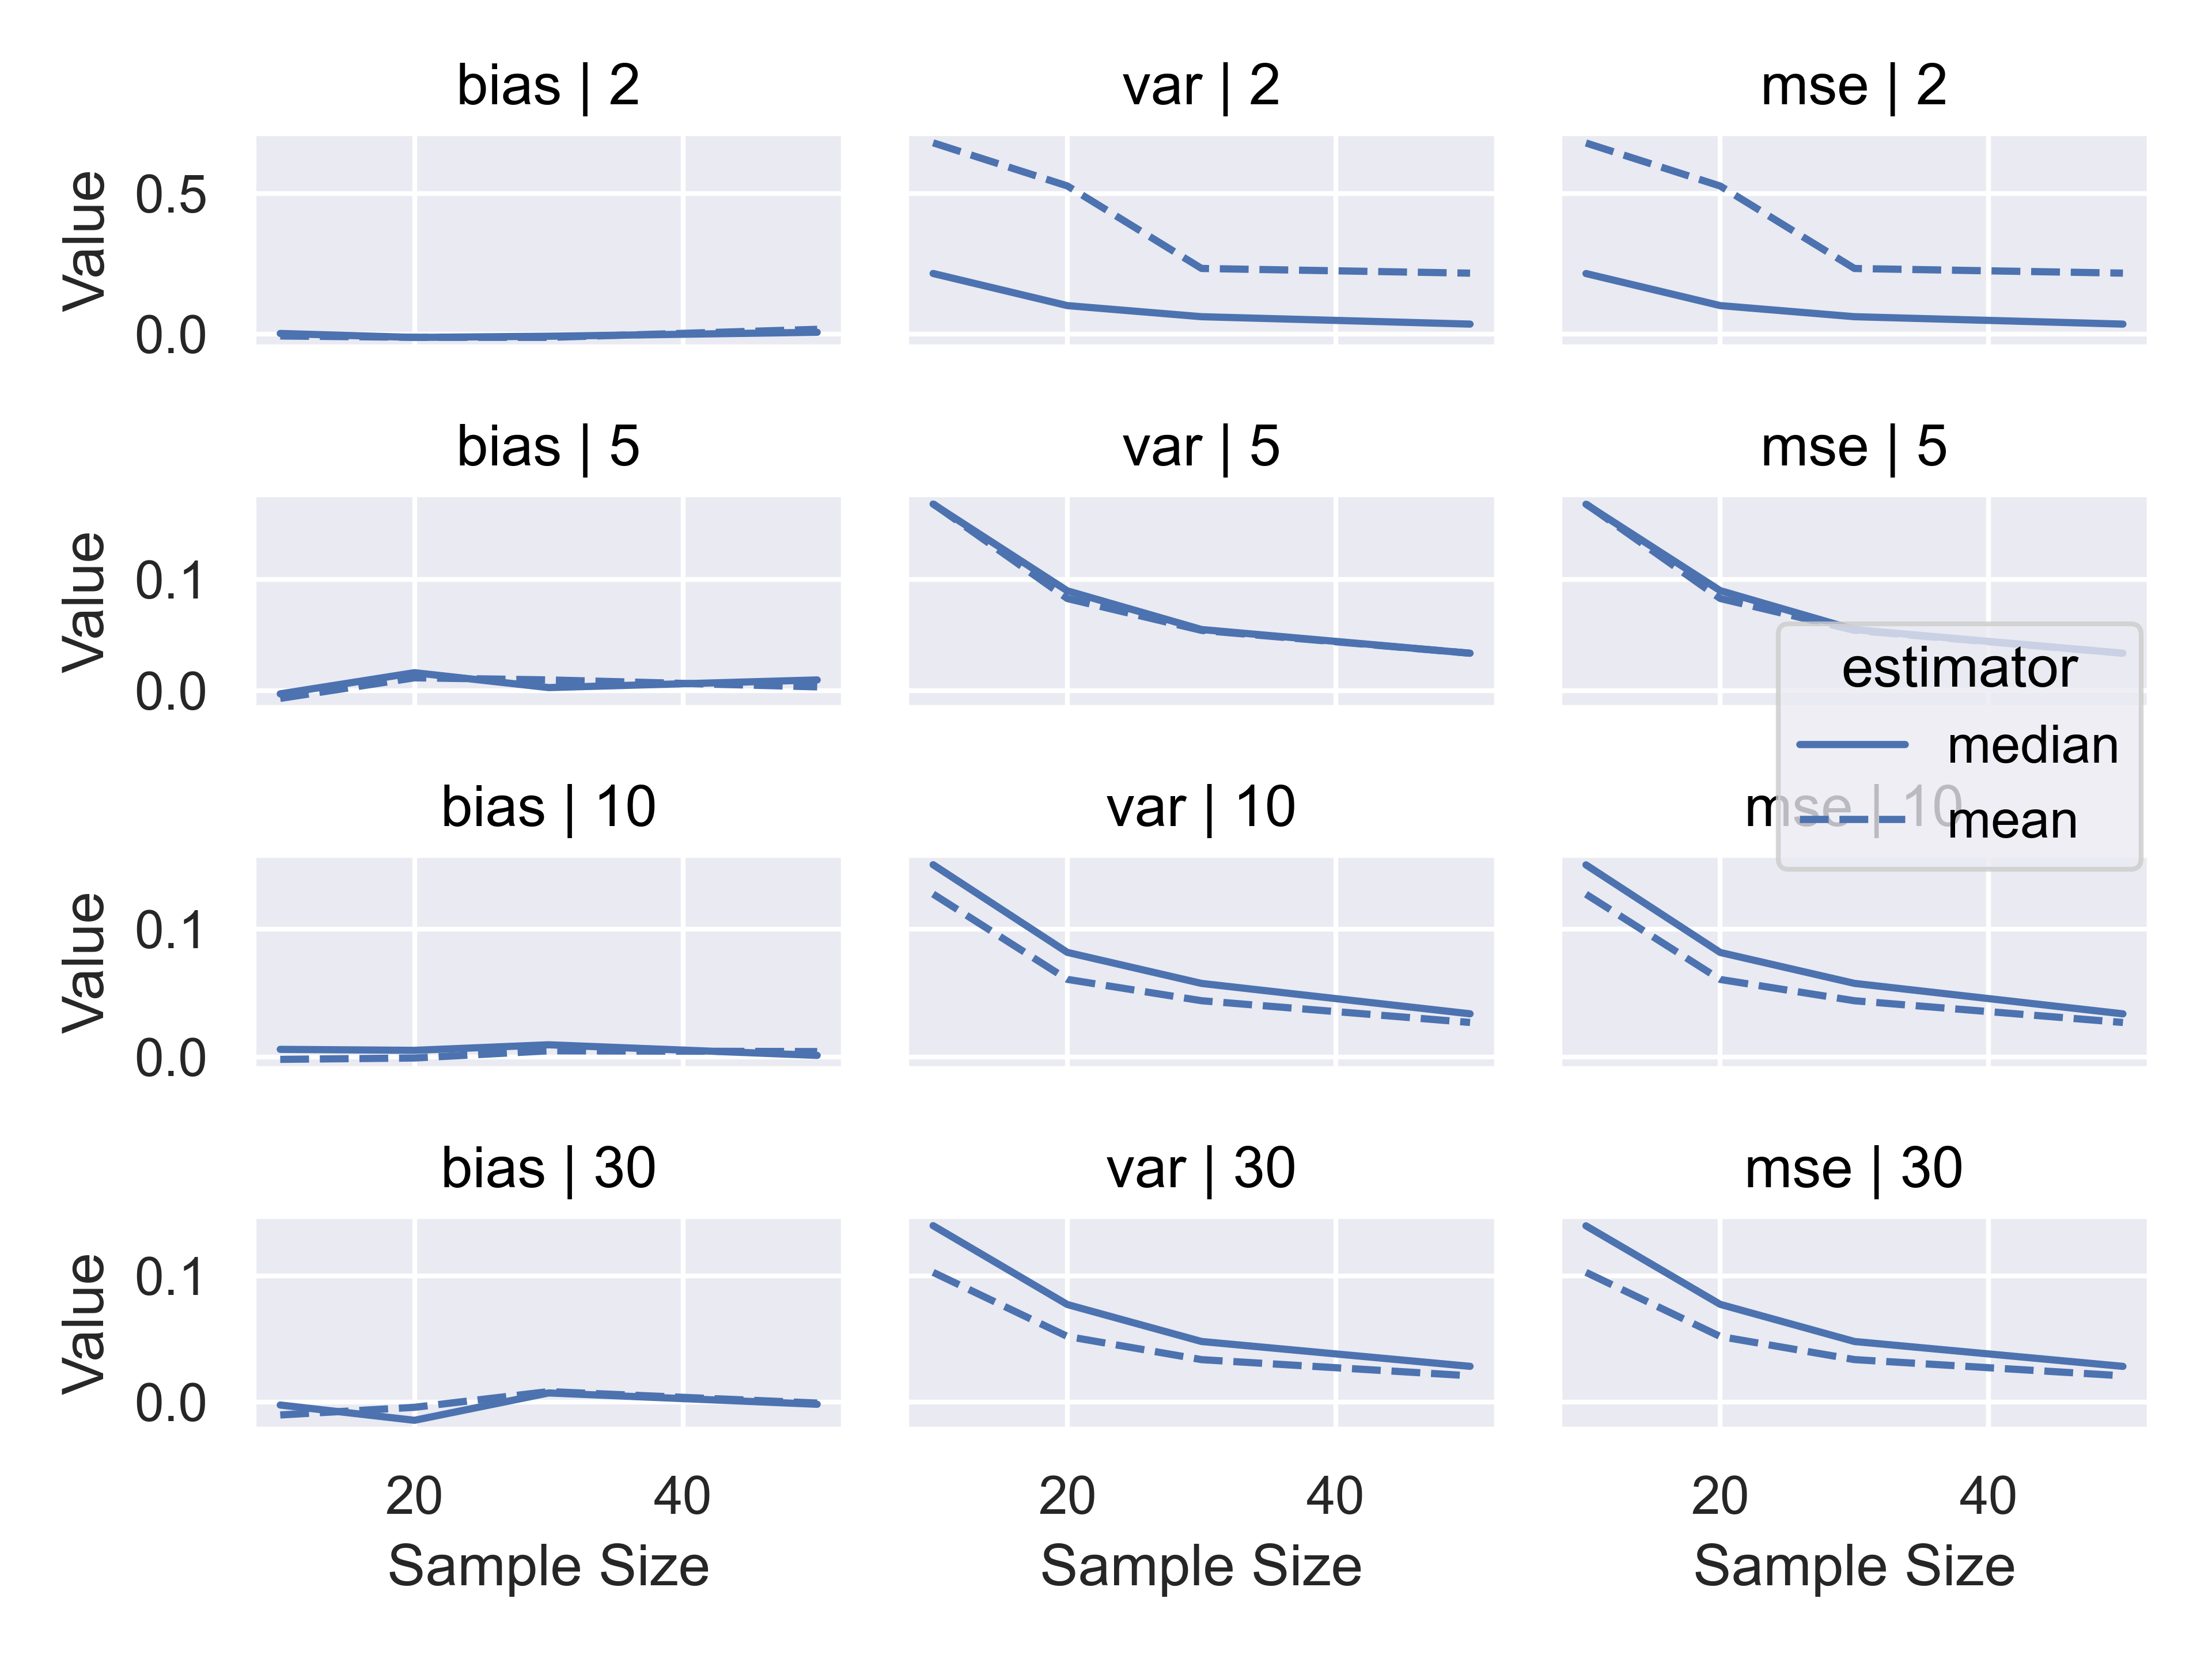 bias | 2
var | 2
mse | 2
Value
0.5
0.0
bias | 5
var | 5
mse | 5
Value
0.1
0.0
estimator
median
mean
bias | 10
var | 10
mse | 10
Value
0.1
0.0
bias | 30
var | 30
mse | 30
Value
0.1
0.0
20
40
20
40
20
40
Sample Size
Sample Size
Sample Size